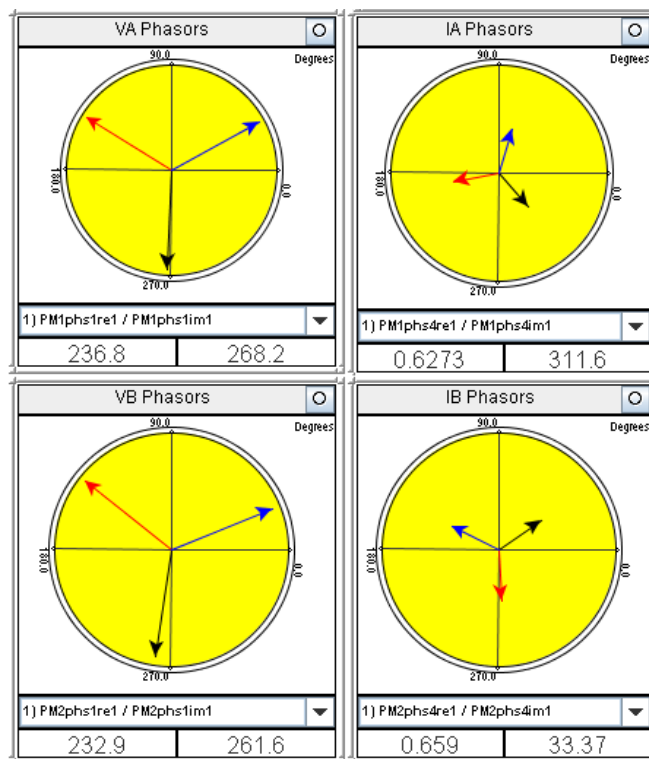 VA Phasors
90.0
Degrees
180.0
0.0
270.0
1) PM1phs1re1 / PM1phs1im1
236.8 268.2
IA Phasors
90.0
Degrees
180.0
0.0
270.0
1) PM1phs4re1 / PM1phs4im1
0.6273 311.6
VB Phasors
90.0
Degrees
180.0
0.0
270.0
1) PM2phs1re1 / PM2phs1im1
232.9 261.6
IB Phasors
90.0
Degrees
180.0
0.0
270.0
1) PM2phs4re1 / PM2phs4im1
0.659 33.37